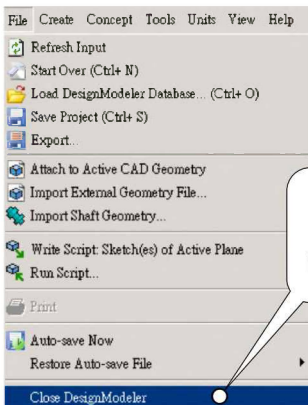 File Create Concept Tools Units View Help
Refresh Input
Start Over (Ctrl+ N)
Load DesignModeler Database... (Ctrl+ O)
Save Project (Ctrl+ S)
Export...
Attach to Active CAD Geometry
Import External Geometry File...
Import Shaft Geometry...
Write Script: Sketch(es) of Active Plane
Run Script...
Print
Auto-save Now
Restore Auto-save File
Close DesignModeler